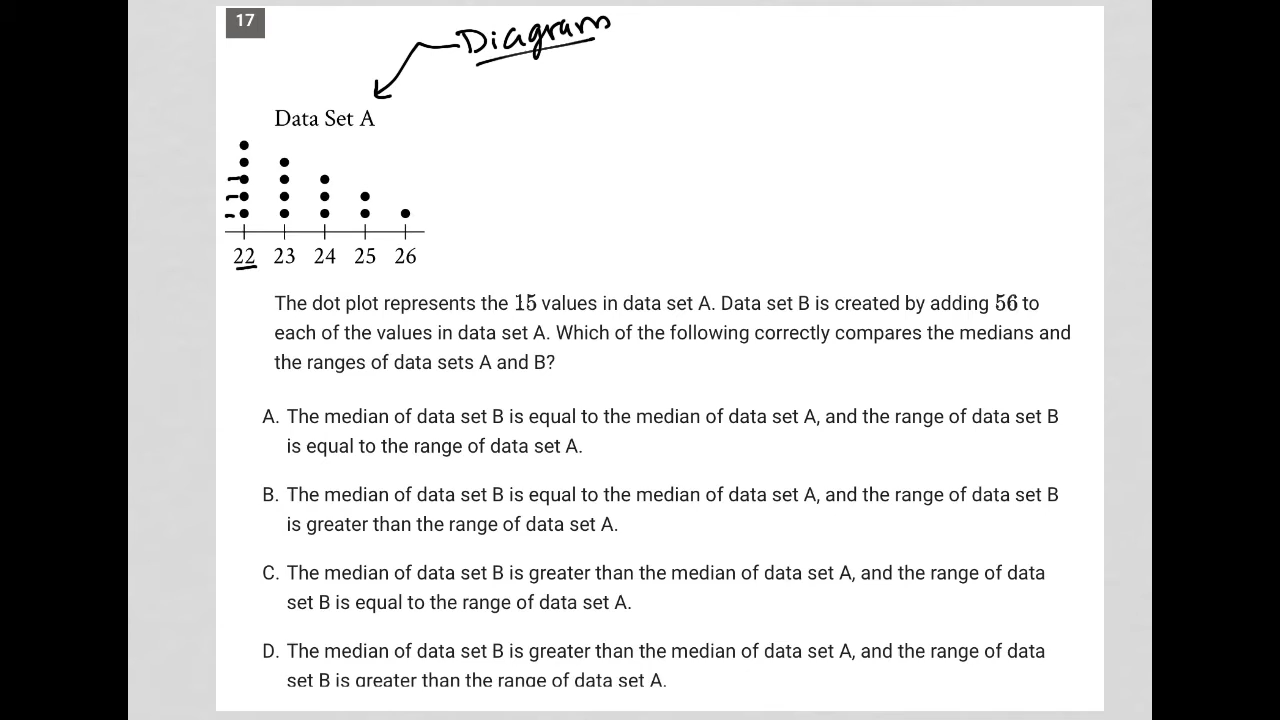 17
Diagram
Data Set A
22 23 24 25 26
The dot plot represents the 15 values in data set A. Data set B is created by adding 56 to
each of the values in data set A. Which of the following correctly compares the medians and
the ranges of data sets A and B?
A. The median of data set B is equal to the median of data set A, and the range of data set B
is equal to the range of data set A.
B. The median of data set B is equal to the median of data set A, and the range of data set B
is greater than the range of data set A.
C. The median of data set B is greater than the median of data set A, and the range of data
set B is equal to the range of data set A.
D. The median of data set B is greater than the median of data set A, and the range of data
set B is greater than the range of data set A.